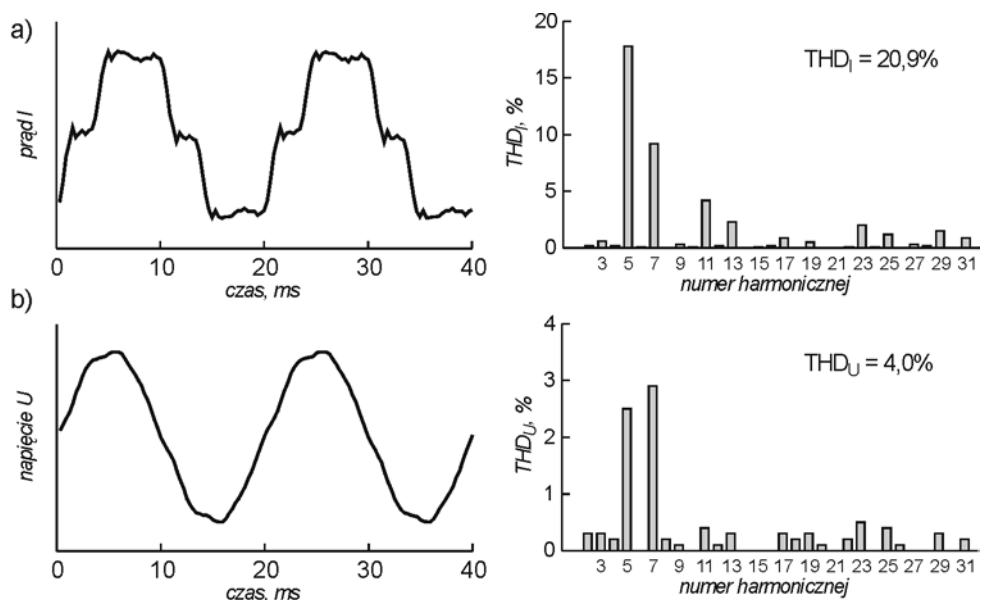 a)
prąd I
0 10 20 30 40
czas, ms
20
15
10
5
0
THD_I, %
THD_I = 20,9%
3 5 7 9 11 13 15 17 19 21 23 25 27 29 31
numer harmonicznej
b)
napięcie U
0 10 20 30 40
czas, ms
4
3
2
1
0
THD_U, %
THD_U = 4,0%
3 5 7 9 11 13 15 17 19 21 23 25 27 29 31
numer harmonicznej